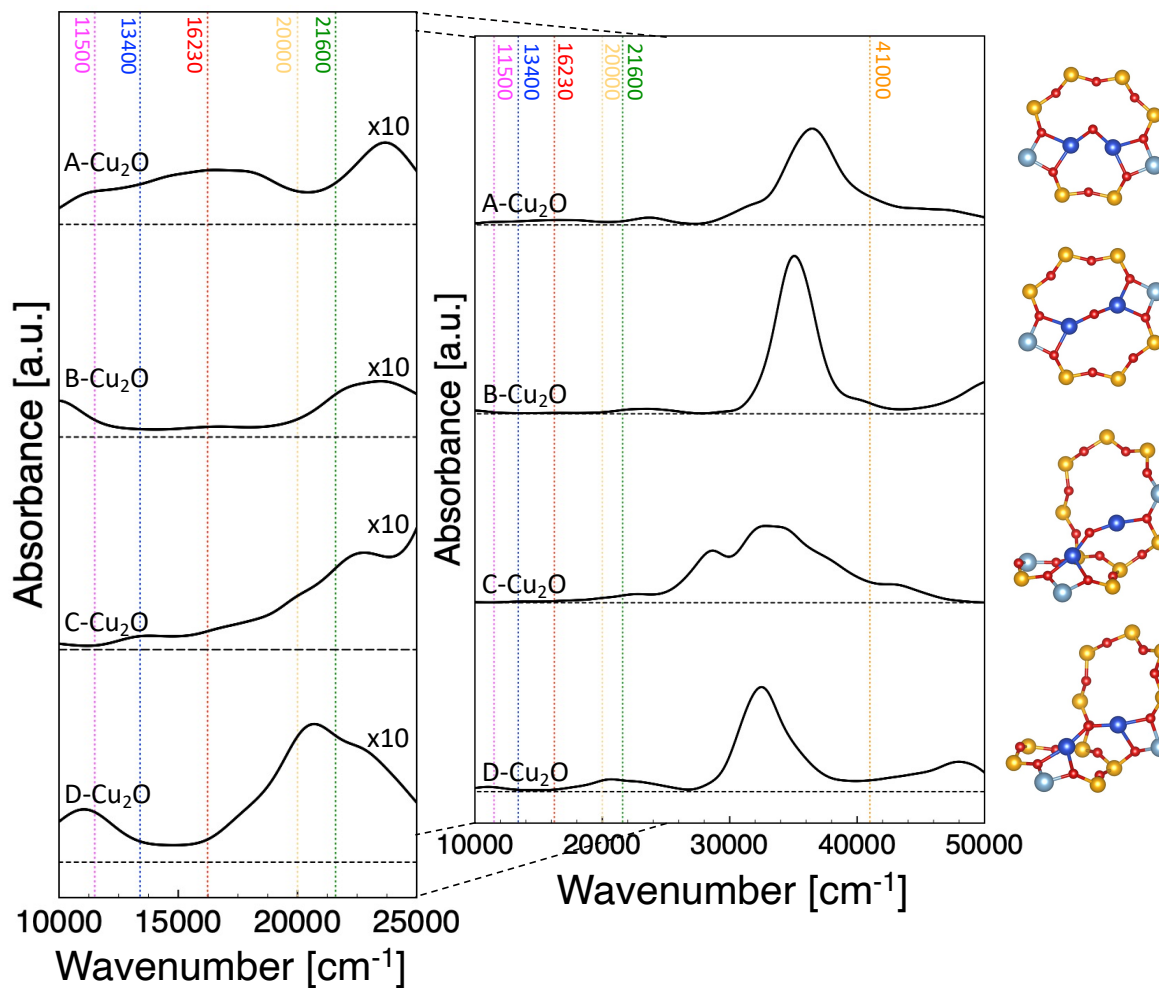 11500
13400
16230
20000
21600
x10
A-Cu₂O
x10
B-Cu₂O
x10
C-Cu₂O
x10
D-Cu₂O
Absorbance [a.u.]
10000 15000 20000 25000
Wavenumber [cm⁻¹]
11500
13400
16230
20000
21600
41000
A-Cu₂O
B-Cu₂O
C-Cu₂O
D-Cu₂O
Absorbance [a.u.]
10000 20000 30000 40000 50000
Wavenumber [cm⁻¹]